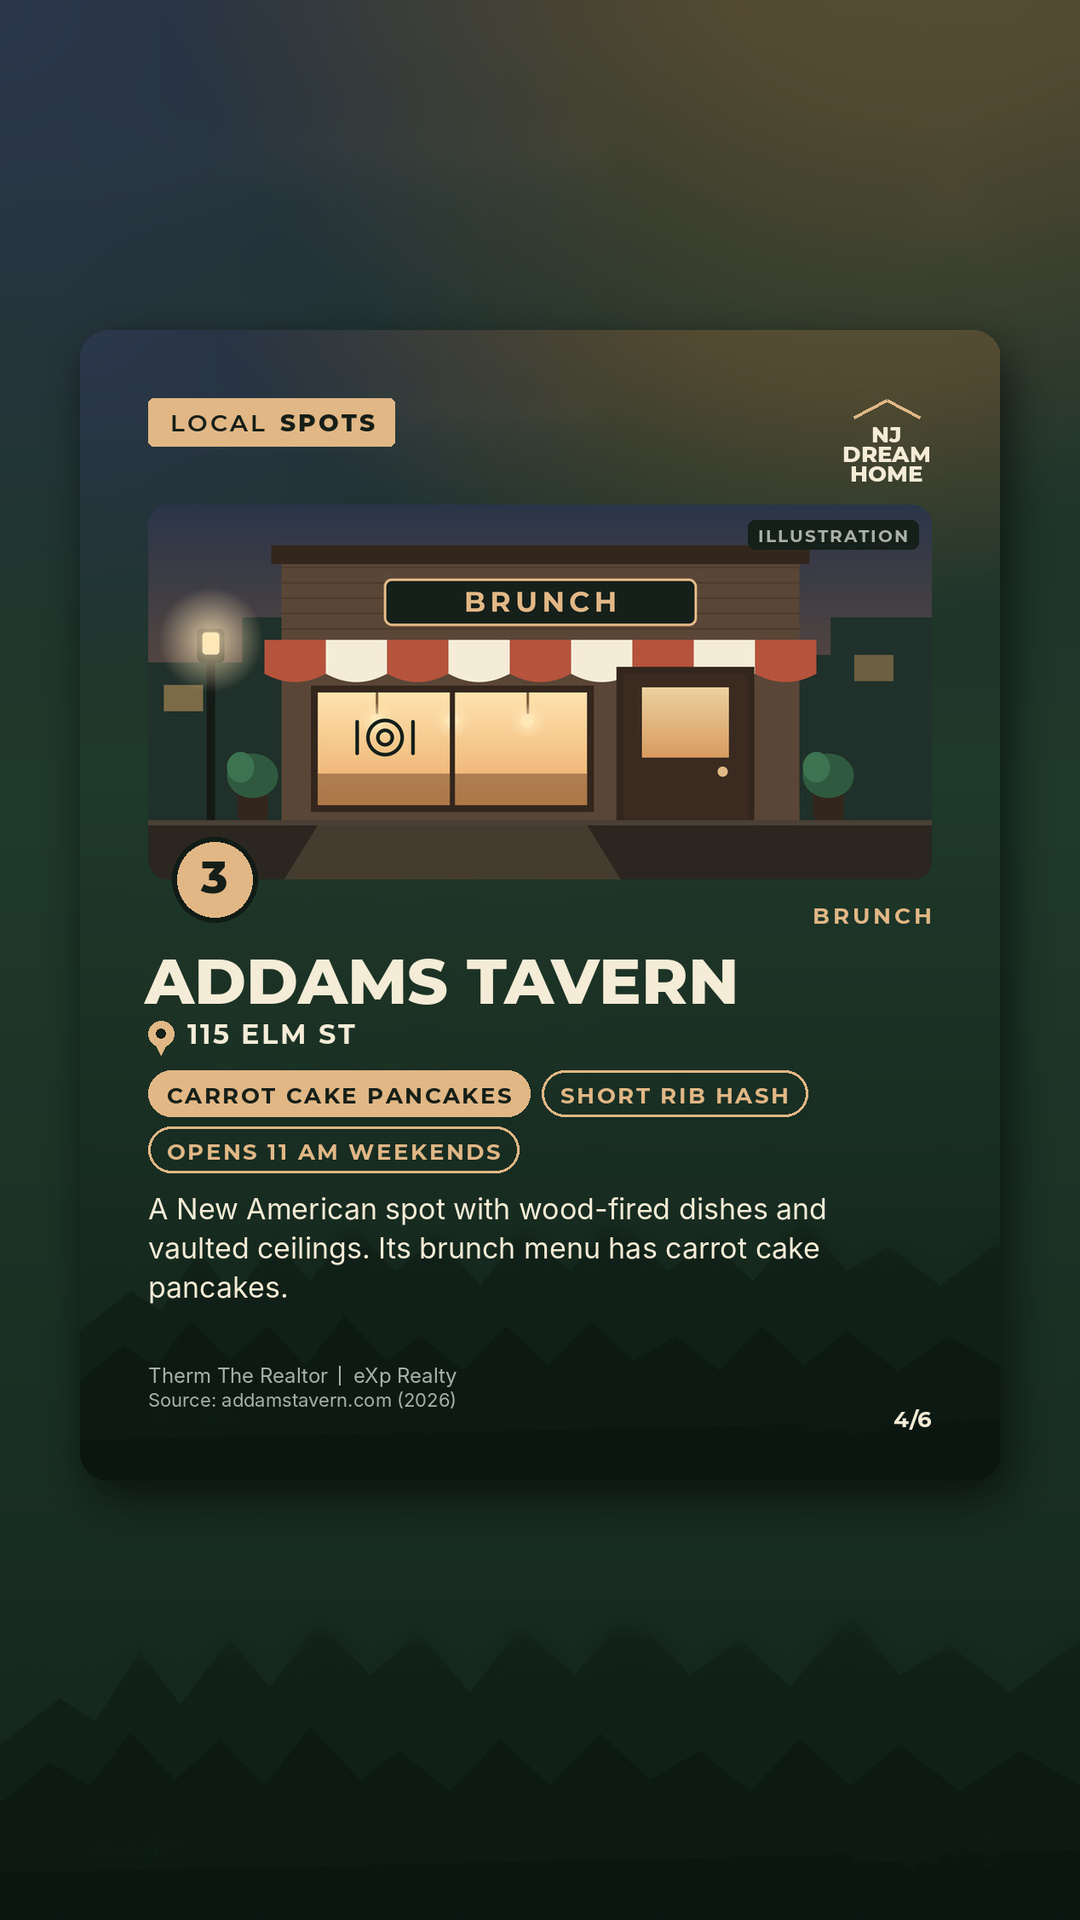 LOCAL SPOTS
NJ
DREAM
HOME
ILLUSTRATION
BRUNCH
3
BRUNCH
ADDAMS TAVERN
115 ELM ST
CARROT CAKE PANCAKES
SHORT RIB HASH
OPENS 11 AM WEEKENDS
A New American spot with wood-fired dishes and
vaulted ceilings. Its brunch menu has carrot cake
pancakes.
Therm The Realtor | eXp Realty
Source: addamstavern.com (2026)
4/6